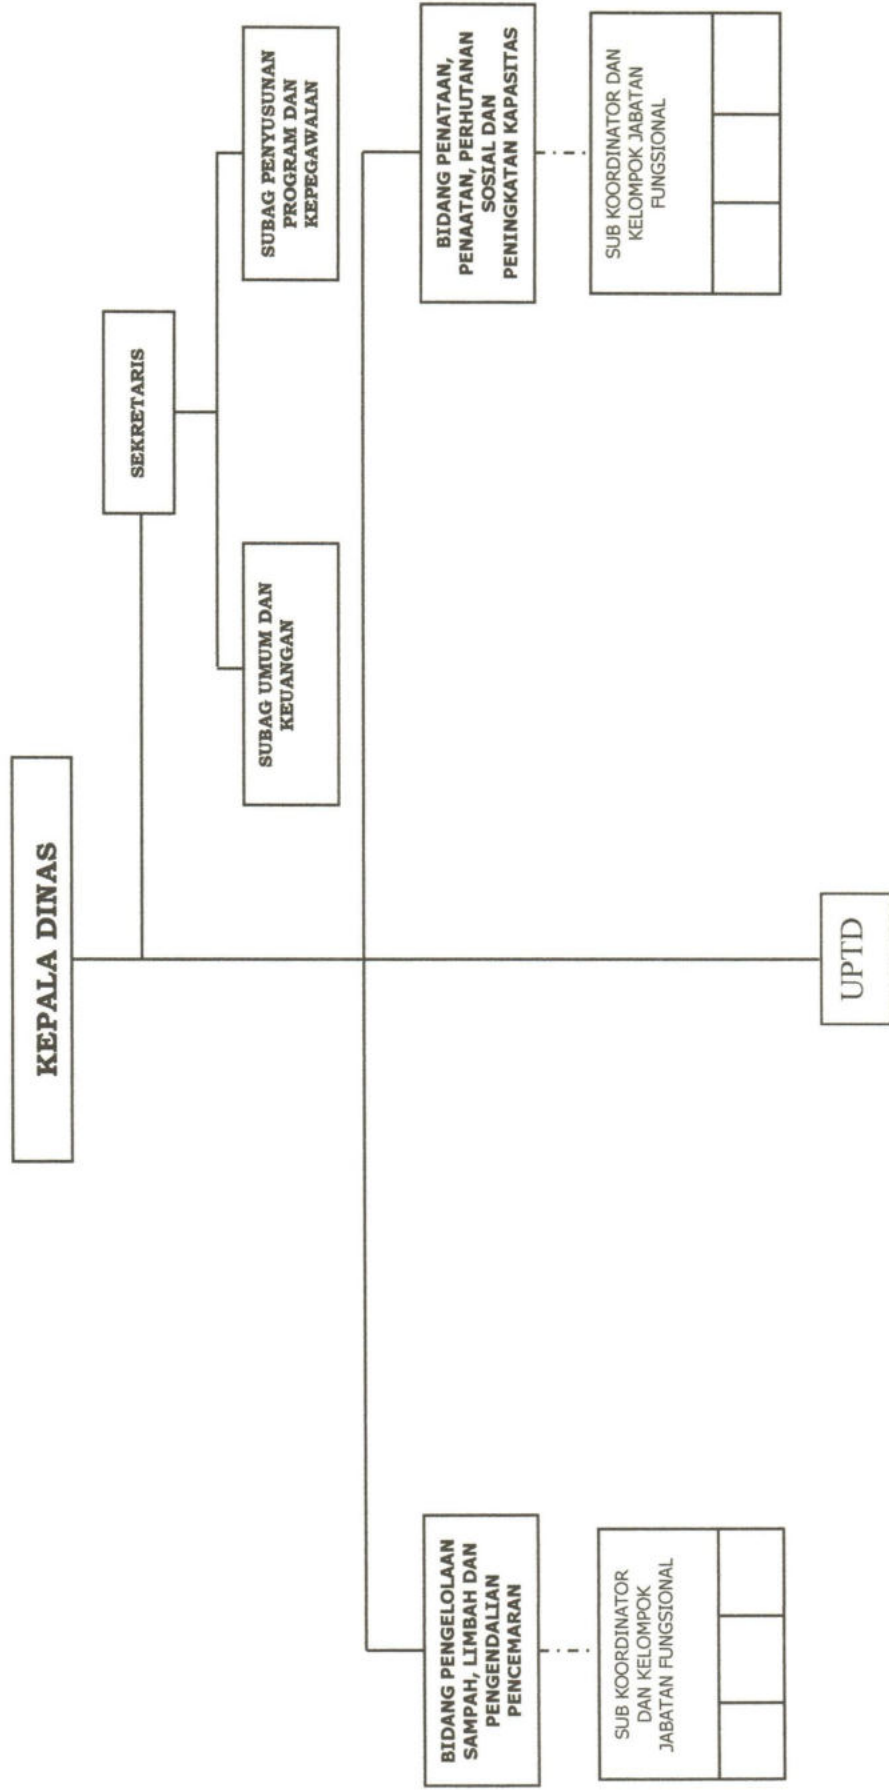 KEPALA DINAS
SEKRETARIS
SUBAG UMUM DAN
KEUANGAN
SUBAG PENYUSUNAN
PROGRAM DAN
KEPEGAWAIAN
BIDANG PENGELOLAAN
SAMPAH, LIMBAH DAN
PENGENDALIAN
PENCEMARAN
BIDANG PENATAAN,
PENAATAN, PERHUTANAN
SOSIAL DAN
PENINGKATAN KAPASITAS
SUB KOORDINATOR
DAN KELOMPOK
JABATAN FUNGSIONAL
SUB KOORDINATOR DAN
KELOMPOK JABATAN
FUNGSIONAL
UPTD